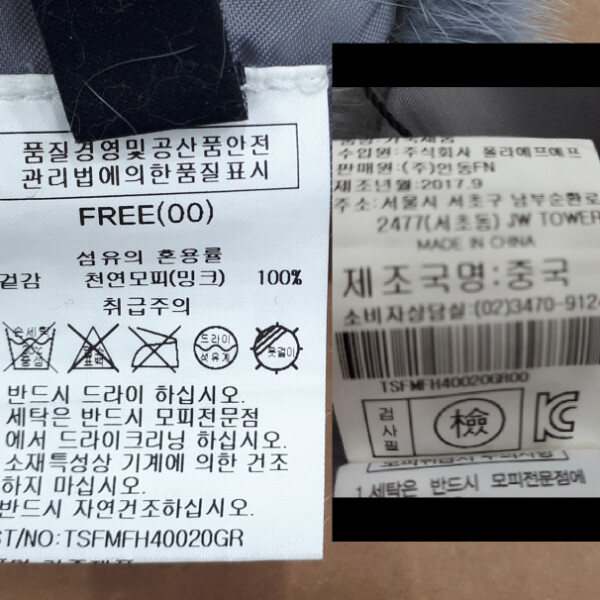 품질경영및공산품안전
관리법에의한품질표시
FREE(00)
섬유의 혼용률
겉감 천연모피(밍크) 100%
취급주의
손세탁
드라이
석유계
옷걸이
반드시 드라이 하십시오.
세탁은 반드시 모피전문점
에서 드라이크리닝 하십시오.
소재특성상 기계에 의한 건조
하지 마십시오.
반드시 자연건조하십시오.
ST/NO:TSFMFH40020GR
수입원:주식회사 몰라에프에프
판매원:(주)인동FN
제조년월:2017.9
주소:서울시 서초구 남부순환로
2477(서초동) JW TOWER
MADE IN CHINA
제조국명:중국
소비자상담실:(02)3470-9124
TSFMFH40020GR00
검사필
檢
1.세탁은 반드시 모피전문점에